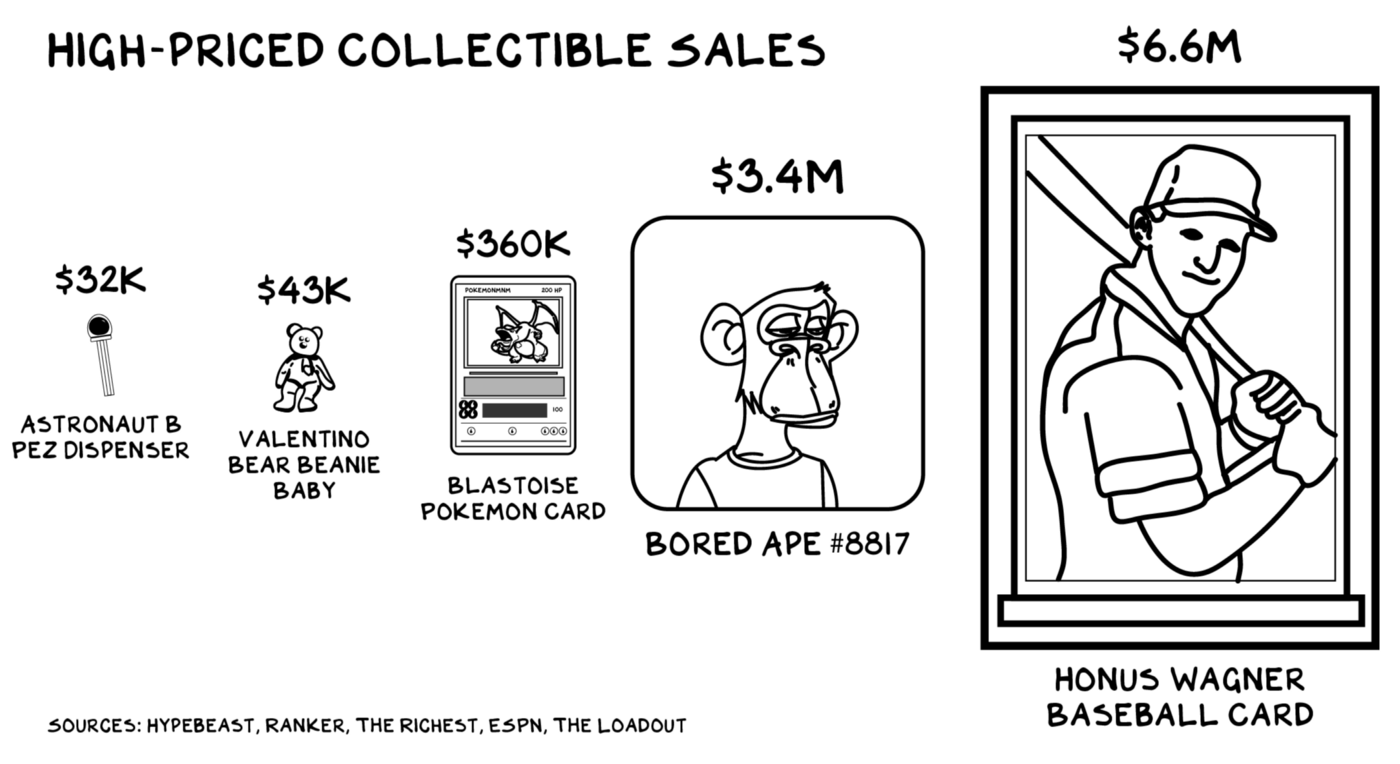 HIGH-PRICED COLLECTIBLE SALES
$32K
ASTRONAUT B
PEZ DISPENSER
$43K
VALENTINO
BEAR BEANIE
BABY
$360K
POKEMONMNM 200 HP
100
BLASTOISE
POKEMON CARD
$3.4M
BORED APE #8817
$6.6M
HONUS WAGNER
BASEBALL CARD
SOURCES: HYPEBEAST, RANKER, THE RICHEST, ESPN, THE LOADOUT